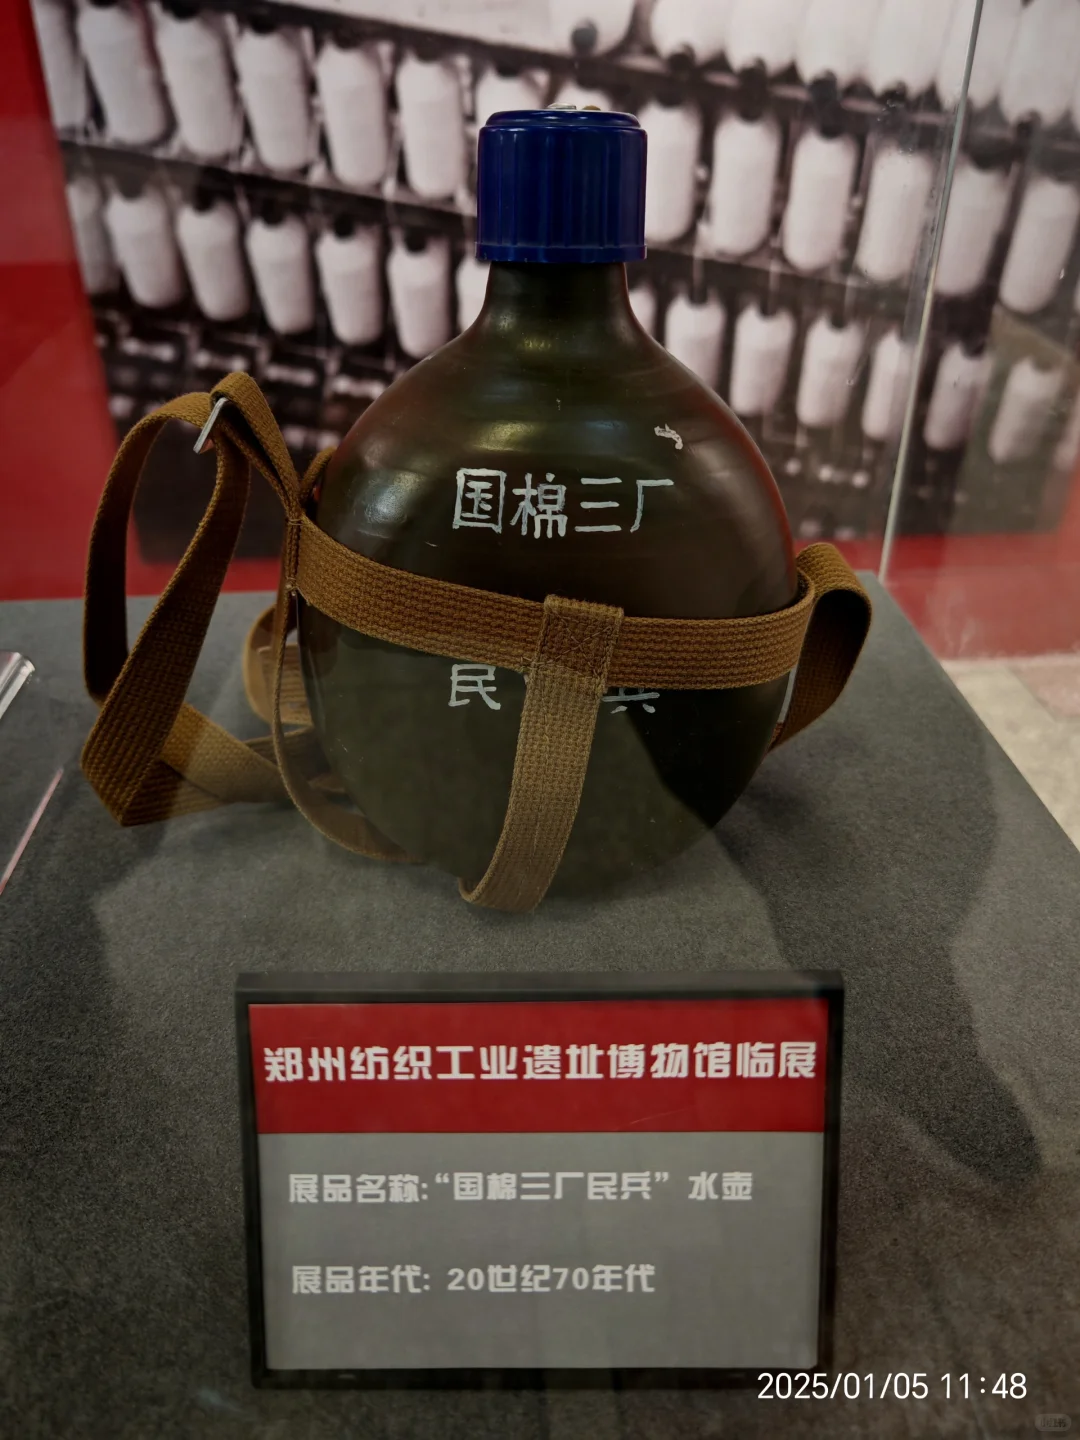 国棉三厂
民 兵
郑州纺织工业遗址博物馆临展
展品名称:“国棉三厂民兵”水壶
展品年代: 20世纪70年代
2025/01/05 11:48